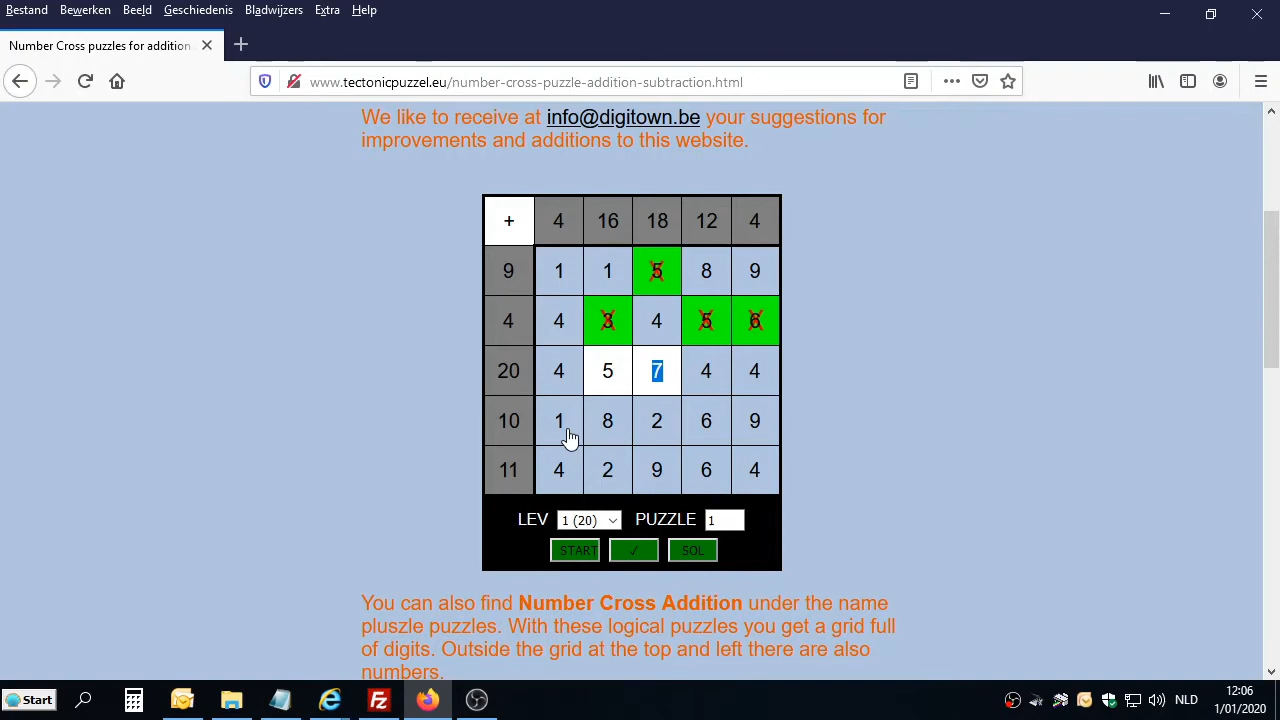 Bestand Bewerken Beeld Geschiedenis Bladwijzers Extra Help
Number Cross puzzles for addition
www.tectonicpuzzel.eu/number-cross-puzzle-addition-subtraction.html
We like to receive at info@digitown.be your suggestions for
improvements and additions to this website.
+ 4 16 18 12 4
9 1 1 5 8 9
4 4 3 4 5 6
20 4 5 7 4 4
10 1 8 2 6 9
11 4 2 9 6 4
LEV 1 (20) PUZZLE 1
START ✓ SOL
You can also find Number Cross Addition under the name
pluszle puzzles. With these logical puzzles you get a grid full
of digits. Outside the grid at the top and left there are also
numbers.
Start NLD 12:06
1/01/2020